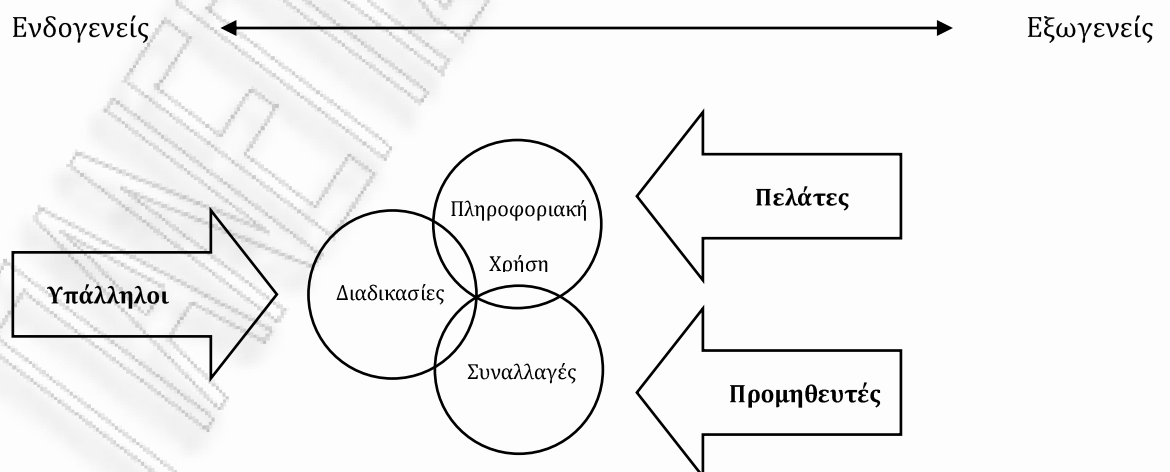 Ενδογενείς
Εξωγενείς
Πελάτες
Πληροφοριακή
Χρήση
Υπάλληλοι
Διαδικασίες
Συναλλαγές
Προμηθευτές